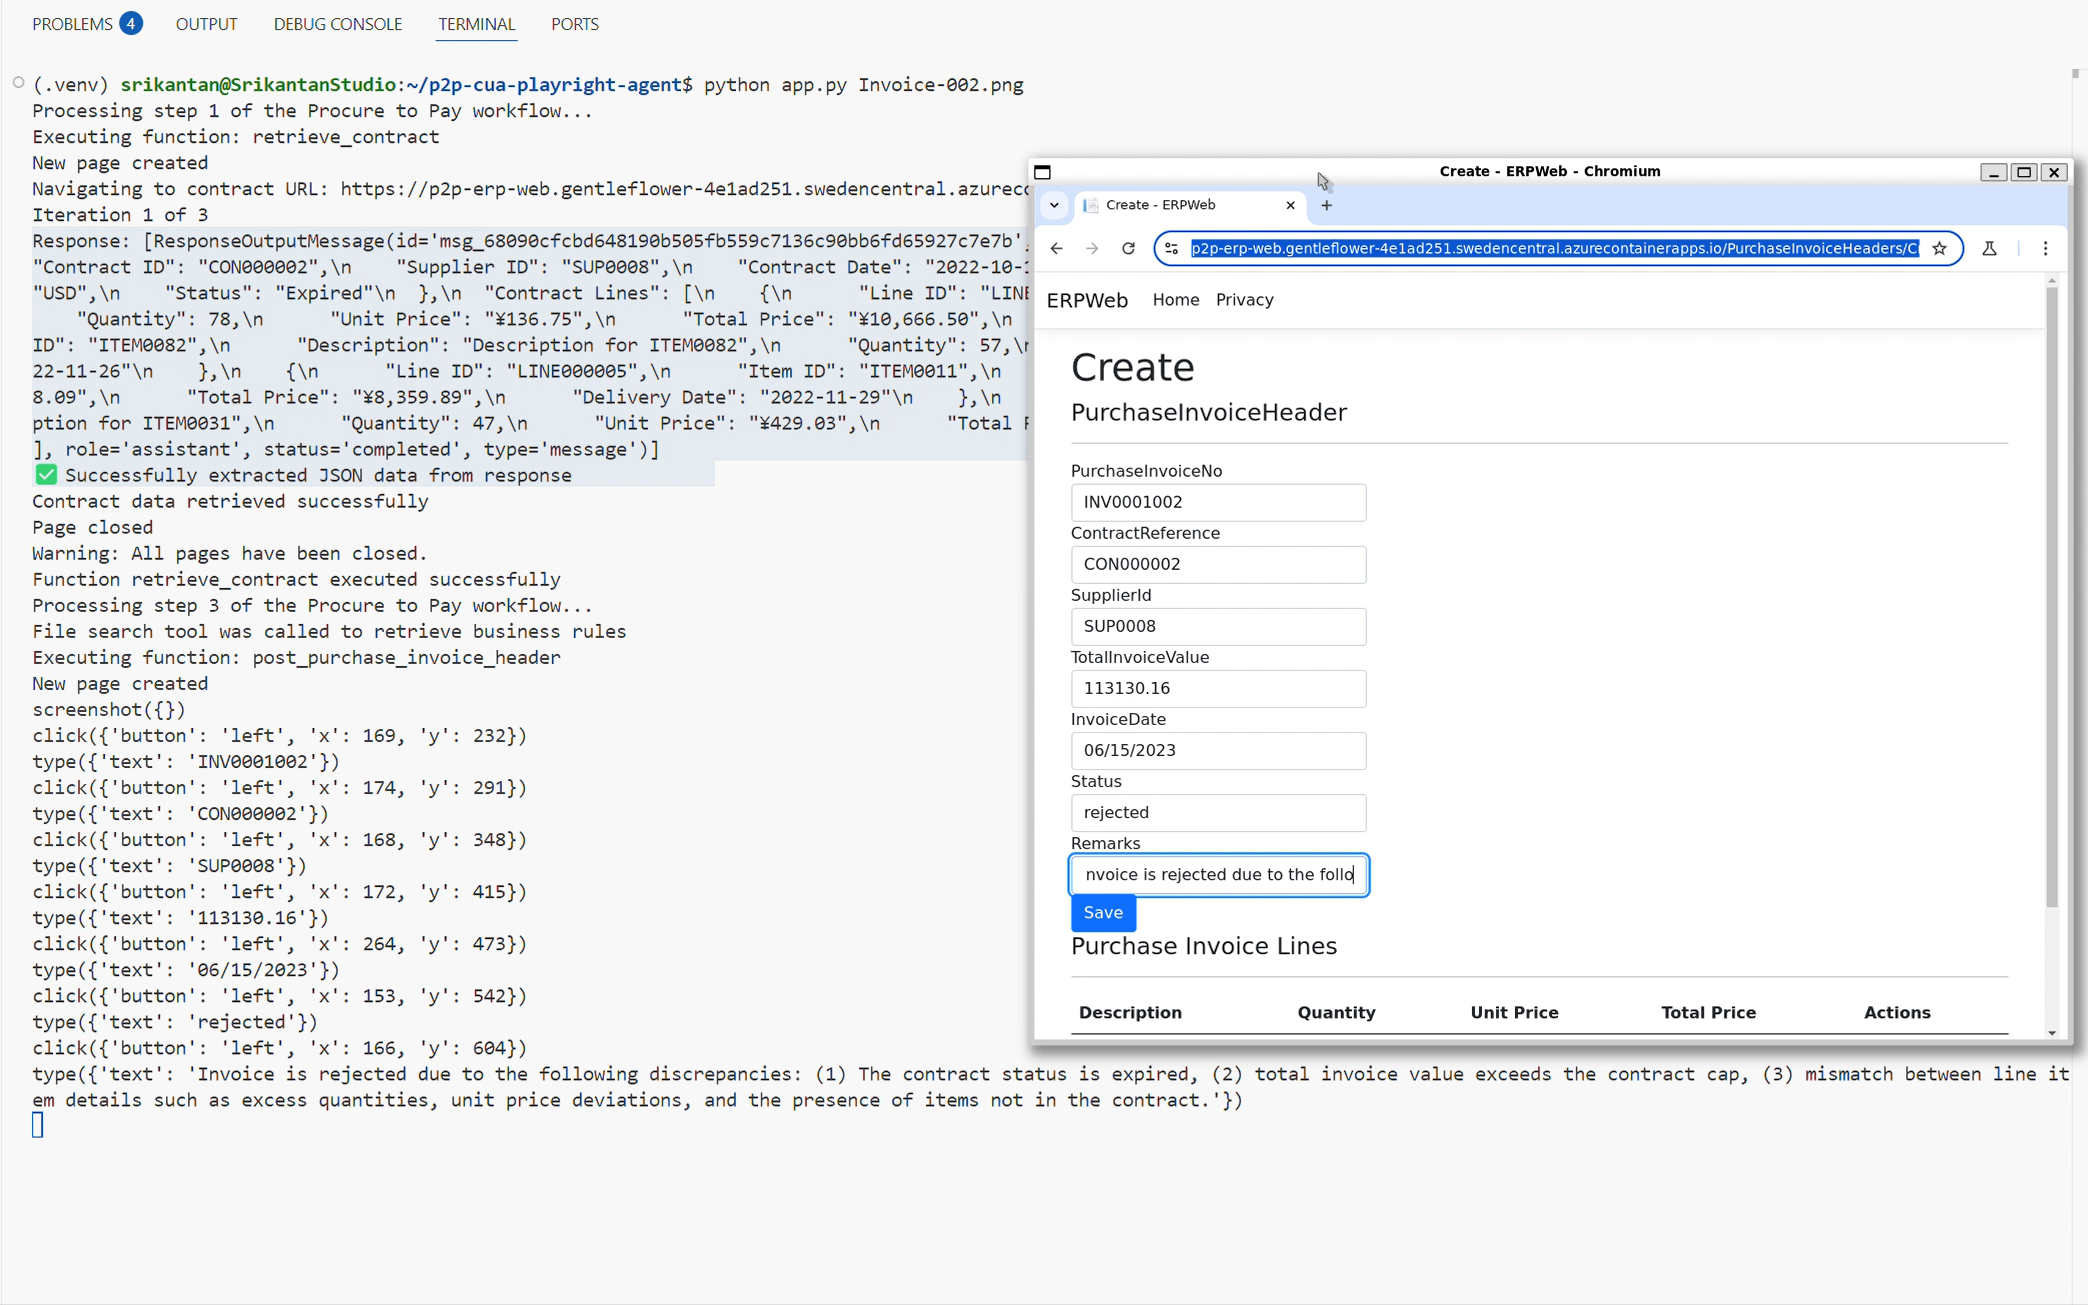 PROBLEMS 4 OUTPUT DEBUG CONSOLE TERMINAL PORTS
(.venv) srikantan@SrikantanStudio:~/p2p-cua-playright-agent$ python app.py Invoice-002.png
Processing step 1 of the Procure to Pay workflow...
Executing function: retrieve_contract
New page created
Navigating to contract URL: https://p2p-erp-web.gentleflower-4e1ad251.swedencentral.azurec
Iteration 1 of 3
Response: [ResponseOutputMessage(id='msg_68090cfcbd648190b505fb559c7136c90bb6fd65927c7e7b'
"Contract ID": "CON000002",\n    "Supplier ID": "SUP0008",\n    "Contract Date": "2022-10-1
"USD",\n    "Status": "Expired"\n  },\n  "Contract Lines": [\n    {\n      "Line ID": "LINE
    "Quantity": 78,\n      "Unit Price": "¥136.75",\n      "Total Price": "¥10,666.50",\n
ID": "ITEM0082",\n      "Description": "Description for ITEM0082",\n      "Quantity": 57,\n
22-11-26"\n    },\n    {\n      "Line ID": "LINE000005",\n      "Item ID": "ITEM0011",\n
8.09",\n      "Total Price": "¥8,359.89",\n      "Delivery Date": "2022-11-29"\n    },\n
ption for ITEM0031",\n      "Quantity": 47,\n      "Unit Price": "¥429.03",\n      "Total
], role='assistant', status='completed', type='message')]
✅ Successfully extracted JSON data from response
Contract data retrieved successfully
Page closed
Warning: All pages have been closed.
Function retrieve_contract executed successfully
Processing step 3 of the Procure to Pay workflow...
File search tool was called to retrieve business rules
Executing function: post_purchase_invoice_header
New page created
screenshot({})
click({'button': 'left', 'x': 169, 'y': 232})
type({'text': 'INV0001002'})
click({'button': 'left', 'x': 174, 'y': 291})
type({'text': 'CON000002'})
click({'button': 'left', 'x': 168, 'y': 348})
type({'text': 'SUP0008'})
click({'button': 'left', 'x': 172, 'y': 415})
type({'text': '113130.16'})
click({'button': 'left', 'x': 264, 'y': 473})
type({'text': '06/15/2023'})
click({'button': 'left', 'x': 153, 'y': 542})
type({'text': 'rejected'})
click({'button': 'left', 'x': 166, 'y': 604})
type({'text': 'Invoice is rejected due to the following discrepancies: (1) The contract status is expired, (2) total invoice value exceeds the contract cap, (3) mismatch between line it
em details such as excess quantities, unit price deviations, and the presence of items not in the contract.'})
Create - ERPWeb - Chromium
Create - ERPWeb
p2p-erp-web.gentleflower-4e1ad251.swedencentral.azurecontainerapps.io/PurchaseInvoiceHeaders/C
ERPWeb Home Privacy
Create
PurchaseInvoiceHeader
PurchaseInvoiceNo
INV0001002
ContractReference
CON000002
SupplierId
SUP0008
TotalInvoiceValue
113130.16
InvoiceDate
06/15/2023
Status
rejected
Remarks
nvoice is rejected due to the follo
Save
Purchase Invoice Lines
Description Quantity Unit Price Total Price Actions